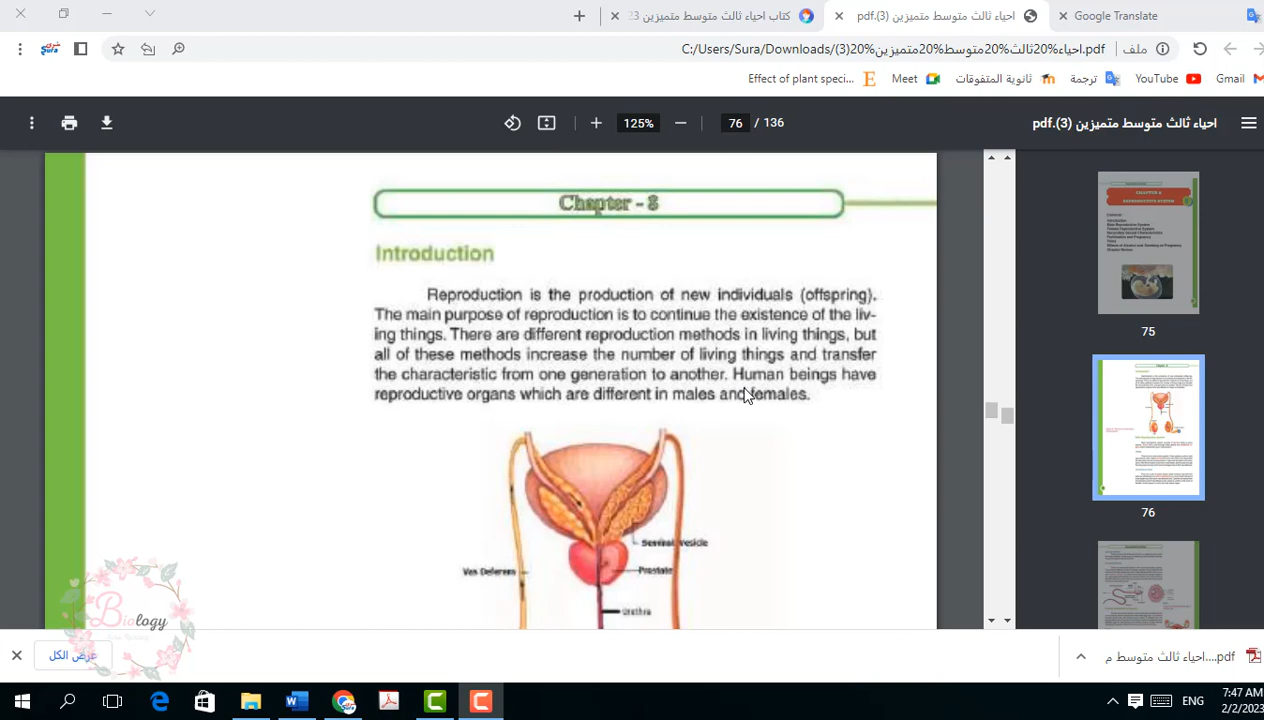 كتاب احياء ثالث متوسط متميزين 23
احياء ثالث متوسط متميزين (3).pdf
Google Translate
C:/Users/Sura/Downloads/احياء%20ثالث%20متوسط%20متميزين%20(3).pdf
ملف
Effect of plant speci...
Meet
ثانوية المتفوقات
ترجمة
YouTube
Gmail
125%
76 / 136
احياء ثالث متوسط متميزين (3).pdf
Chapter - 8
Introduction
Reproduction is the production of new individuals (offspring).
The main purpose of reproduction is to continue the existence of the liv-
ing things. There are different reproduction methods in living things, but
all of these methods increase the number of living things and transfer
the characteristic from one generation to another. Human beings have
reproductive organs which are different in males and females.
Seminal Vesicle
Vas Deferens
Prostate
Urethra
CHAPTER 8
REPRODUCTIVE SYSTEM
75
76
Biology
عرض الكل
احياء ثالث متوسط م....pdf
ENG
7:47 AM
2/2/2023